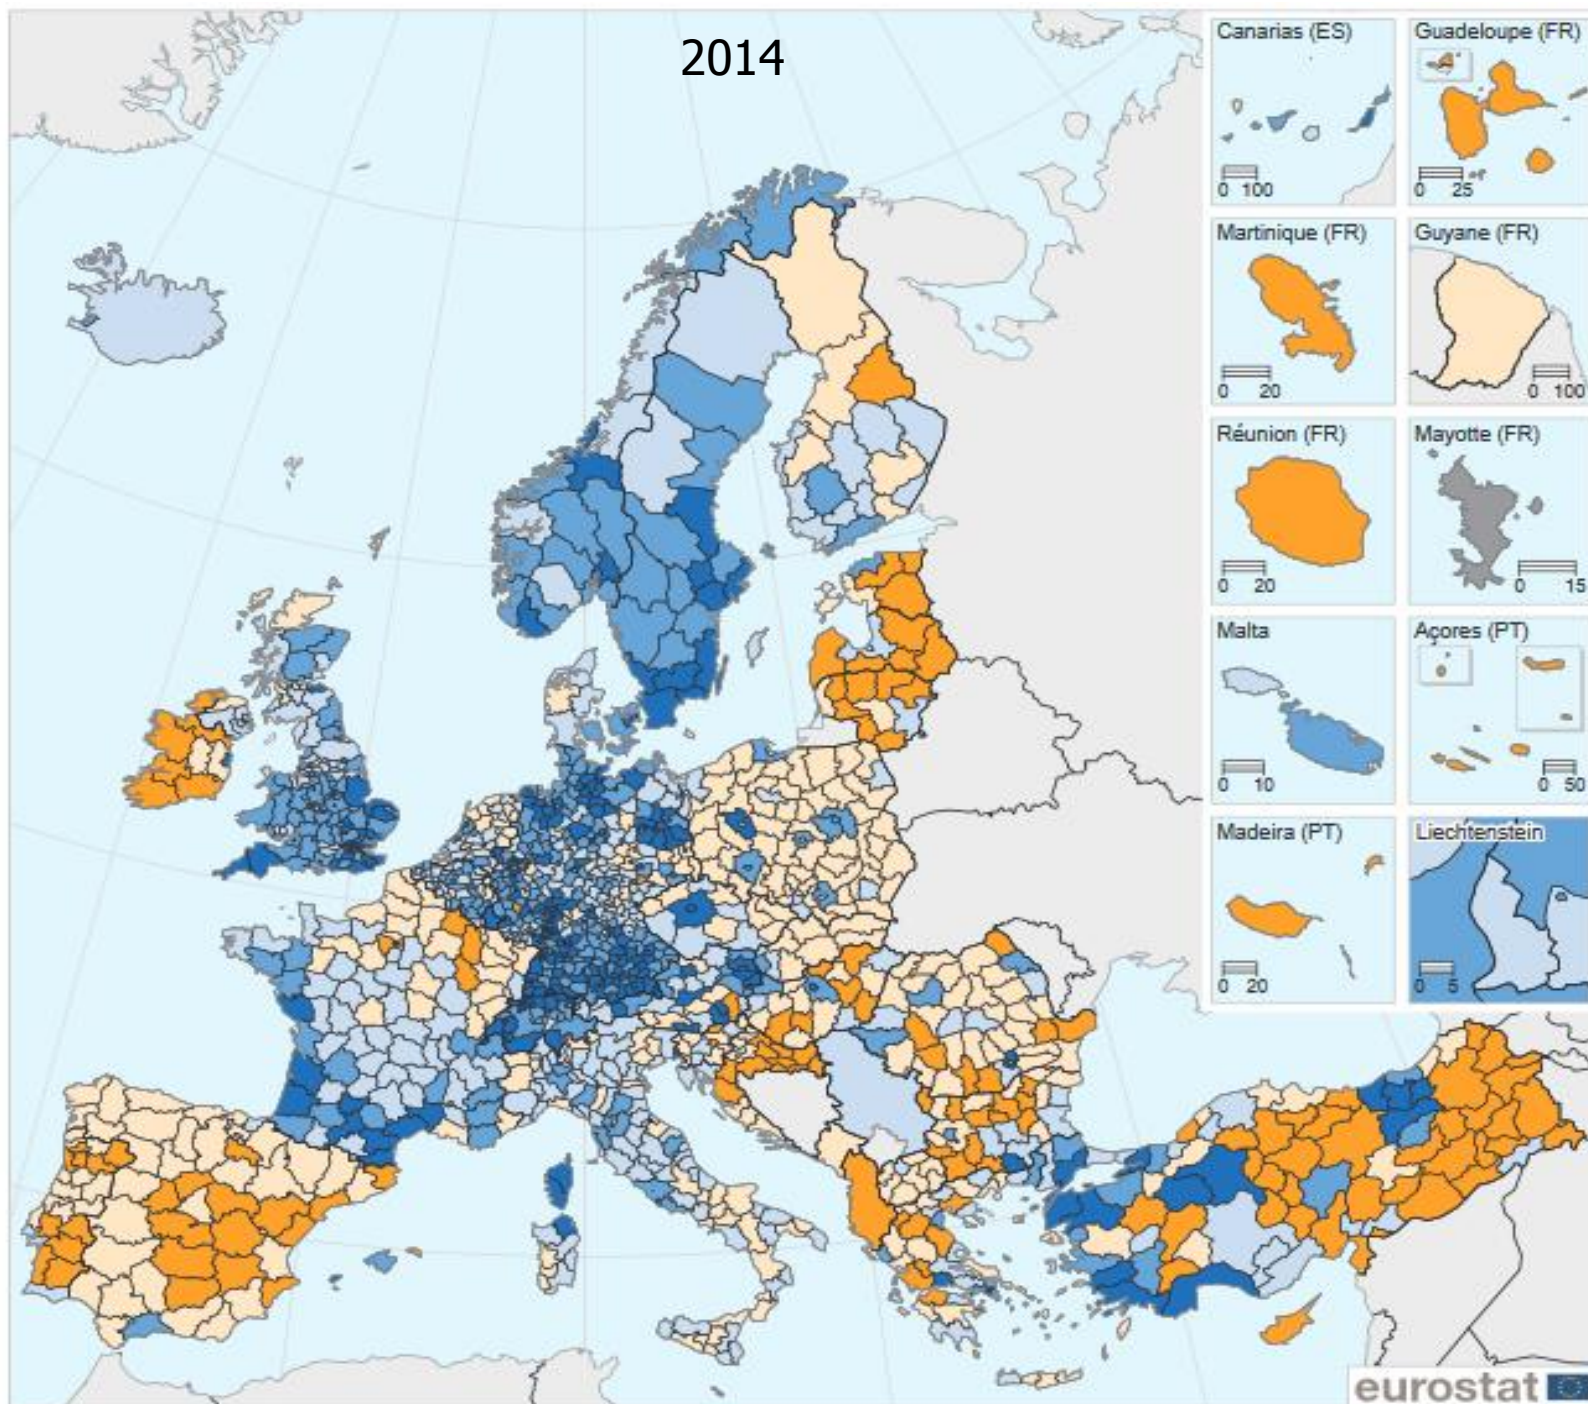 2014
Canarias (ES)
0 100
Guadeloupe (FR)
0 25
Martinique (FR)
0 20
Guyane (FR)
0 100
Réunion (FR)
0 20
Mayotte (FR)
0 15
Malta
0 10
Açores (PT)
0 50
Madeira (PT)
0 20
Liechtenstein
0 5
eurostat